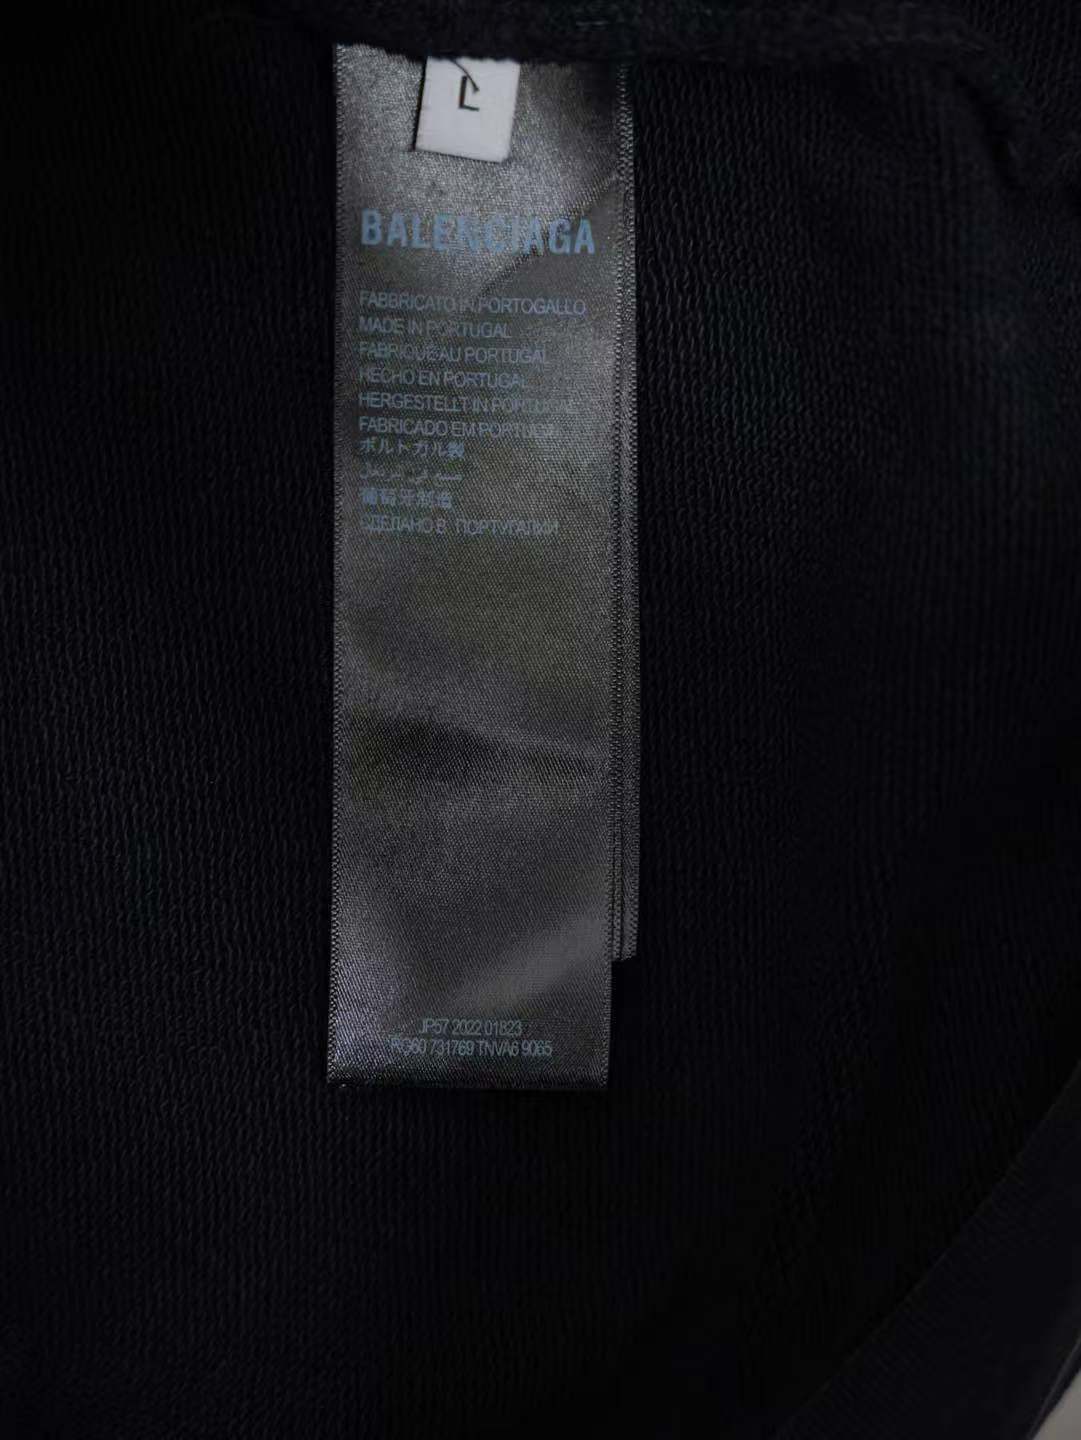 L
BALENCIAGA
FABBRICATO IN PORTOGALLO
MADE IN PORTUGAL
FABRIQUE AU PORTUGAL
HECHO EN PORTUGAL
HERGESTELLT IN PORTUGAL
FABRICADO EM PORTUGAL
ポルトガル製
葡萄牙制造
СДЕЛАНО В ПОРТУГАЛИИ
JP57 2022 01823
731769 TNVA6 9065